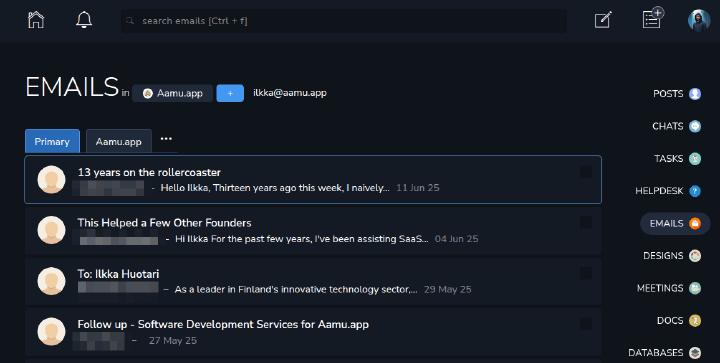 search emails [Ctrl + f]
EMAILS in Aamu.app + ilkka@aamu.app
Primary
Aamu.app
...
13 years on the rollercoaster
- Hello Ilkka, Thirteen years ago this week, I naively... 11 Jun 25
This Helped a Few Other Founders
- Hi Ilkka For the past few years, I've been assisting SaaS... 04 Jun 25
To: Ilkka Huotari
– As a leader in Finland's innovative technology sector,... 29 May 25
Follow up - Software Development Services for Aamu.app
– 27 May 25
POSTS
CHATS
TASKS
HELPDESK
EMAILS
DESIGNS
MEETINGS
DOCS
DATABASES